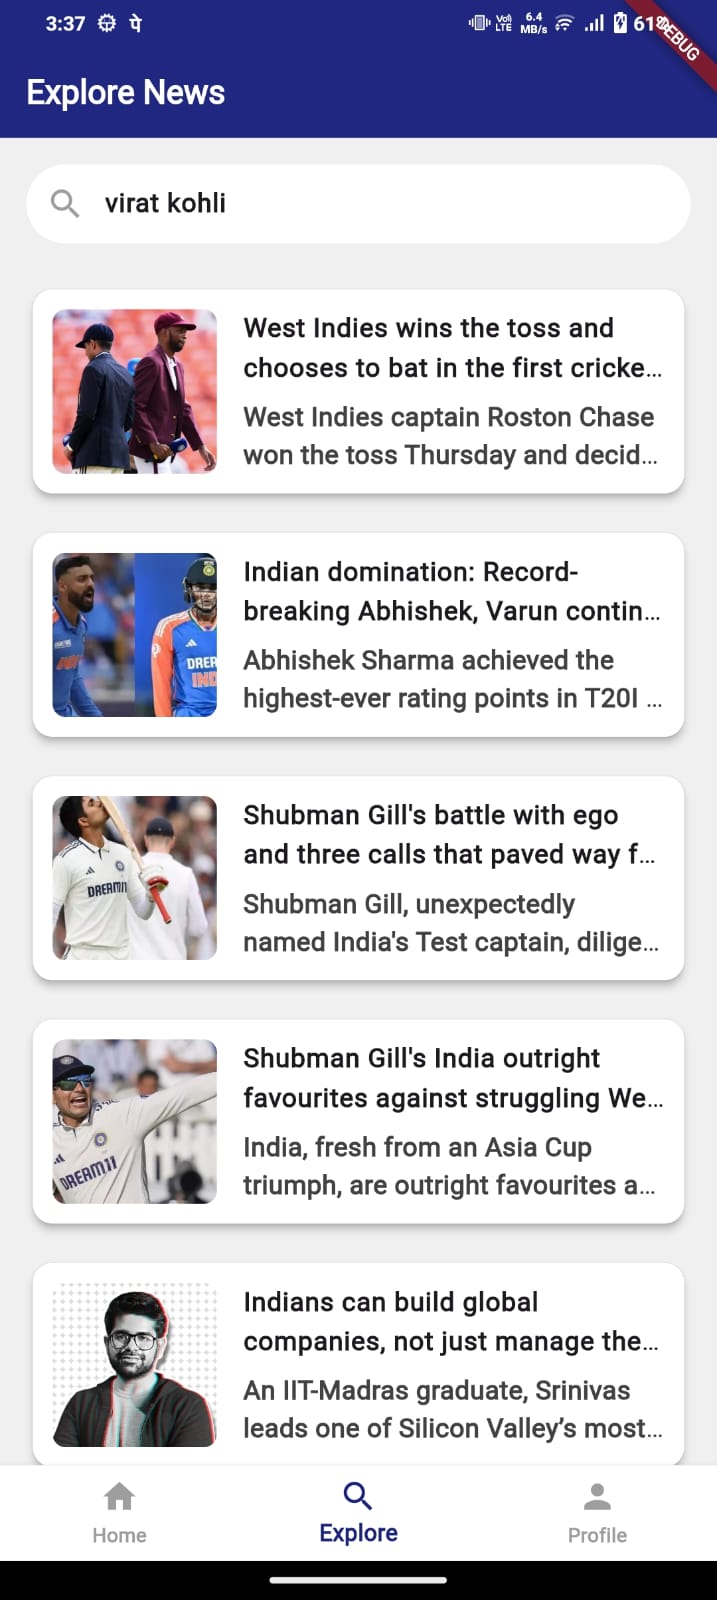 3:37 पे Vo) LTE 6.4 MB/s 61%
DEBUG
Explore News
virat kohli
West Indies wins the toss and
chooses to bat in the first cricke...
West Indies captain Roston Chase
won the toss Thursday and decid...
Indian domination: Record-
breaking Abhishek, Varun contin...
Abhishek Sharma achieved the
highest-ever rating points in T20I ...
DREA
IND
Shubman Gill's battle with ego
and three calls that paved way f...
Shubman Gill, unexpectedly
named India's Test captain, dilige...
DREAM11
Shubman Gill's India outright
favourites against struggling We...
India, fresh from an Asia Cup
triumph, are outright favourites a...
DREAM11
Indians can build global
companies, not just manage the...
An IIT-Madras graduate, Srinivas
leads one of Silicon Valley’s most...
Home
Explore
Profile